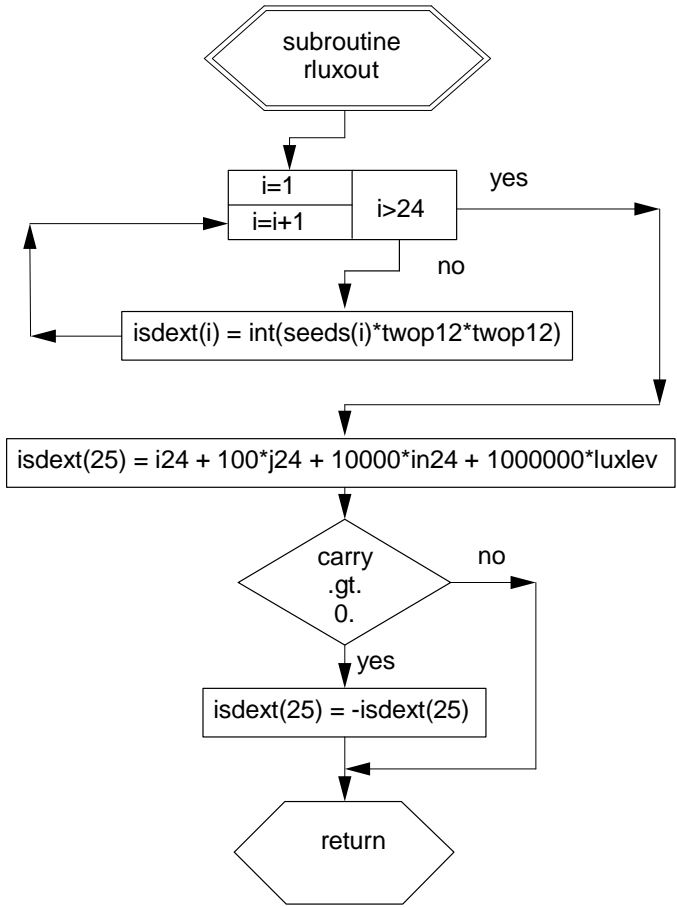 subroutine
rluxout
i=1
i=i+1
i>24
yes
no
isdext(i) = int(seeds(i)*twop12*twop12)
isdext(25) = i24 + 100*j24 + 10000*in24 + 1000000*luxlev
carry
.gt.
0.
no
yes
isdext(25) = -isdext(25)
return